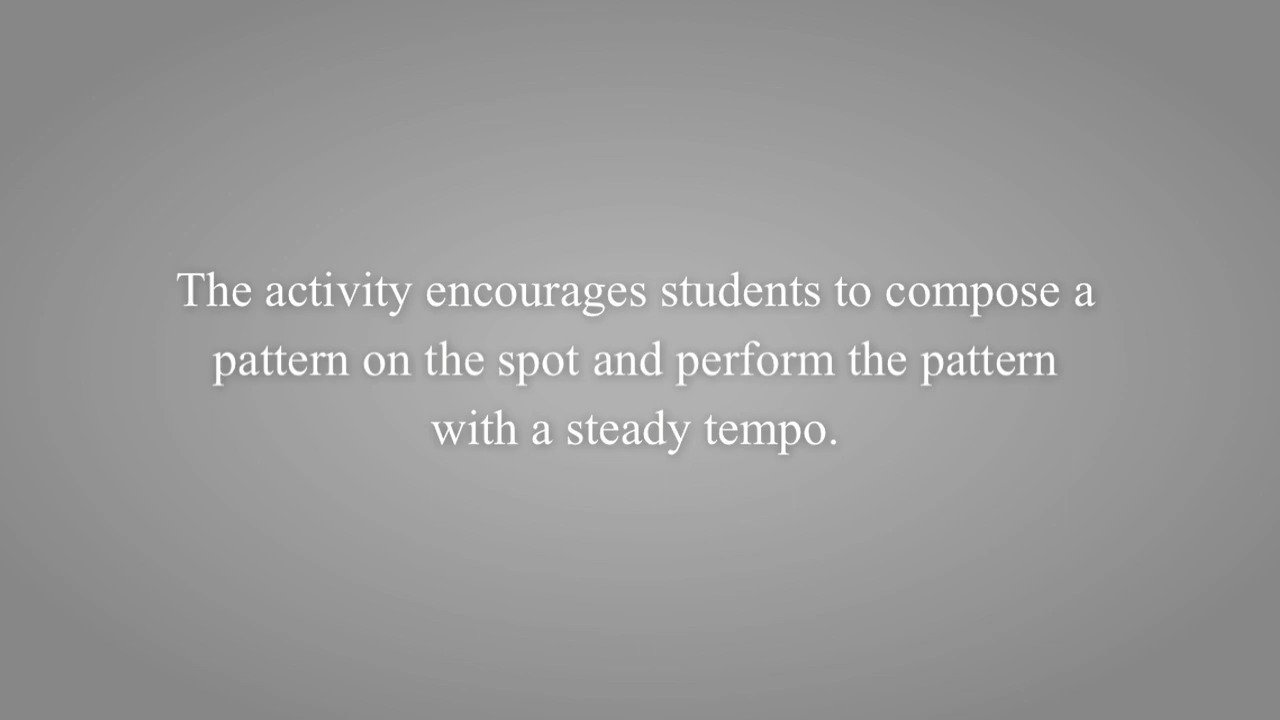 The activity encourages students to compose a
pattern on the spot and perform the pattern
with a steady tempo.